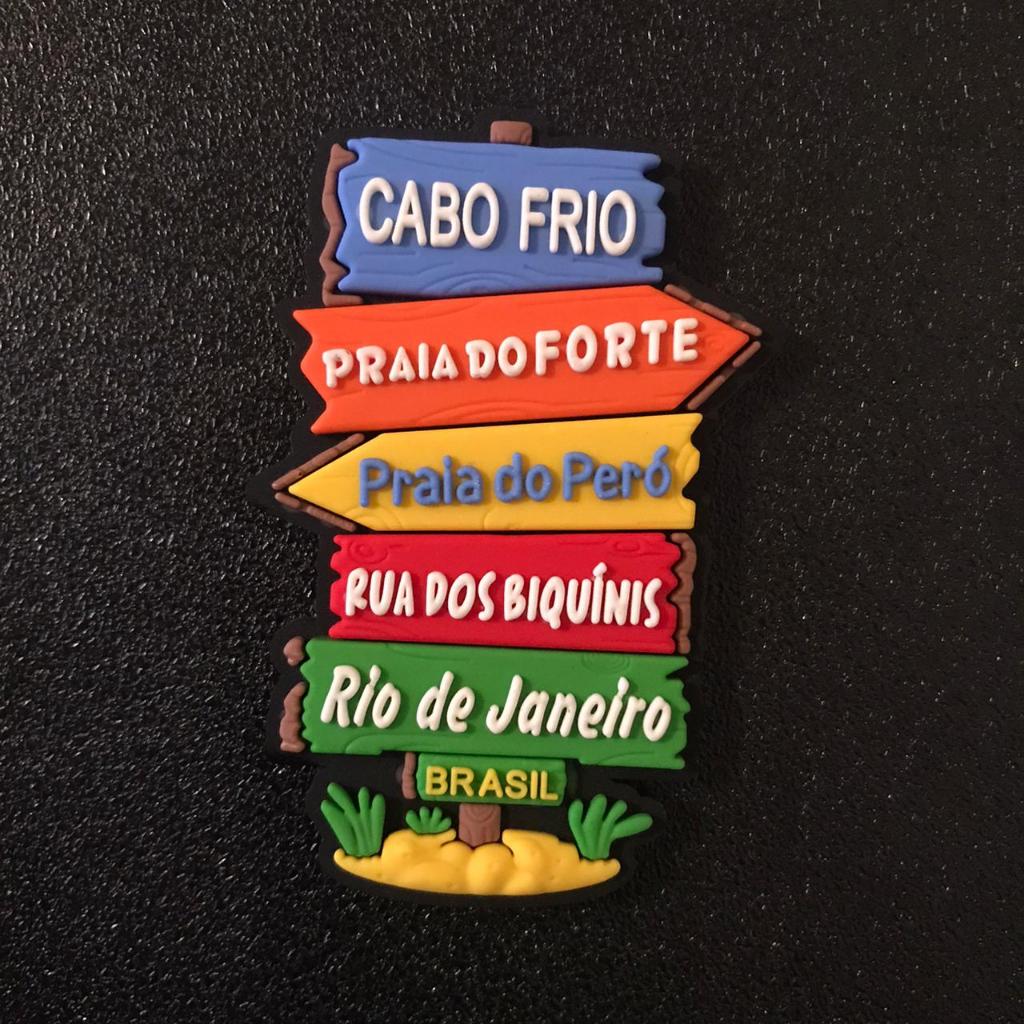 CABO FRIO
PRAIA DO FORTE
Praia do Peró
RUA DOS BIQUÍNIS
Rio de Janeiro
BRASIL